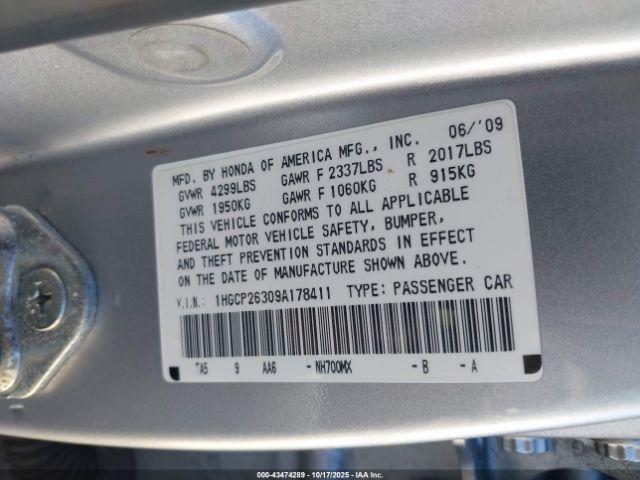 MFD. BY HONDA OF AMERICA MFG., INC. 06/'09
GVWR 4299LBS GAWR F 2337LBS R 2017LBS
GVWR 1950KG GAWR F 1060KG R 915KG
THIS VEHICLE CONFORMS TO ALL APPLICABLE
FEDERAL MOTOR VEHICLE SAFETY, BUMPER,
AND THEFT PREVENTION STANDARDS IN EFFECT
ON THE DATE OF MANUFACTURE SHOWN ABOVE.
V.I.N.: 1HGCP26309A178411 TYPE: PASSENGER CAR
TA5 9 AA6 - NH700MX - B - A
000-43474289 - 10/17/2025 - IAA Inc.